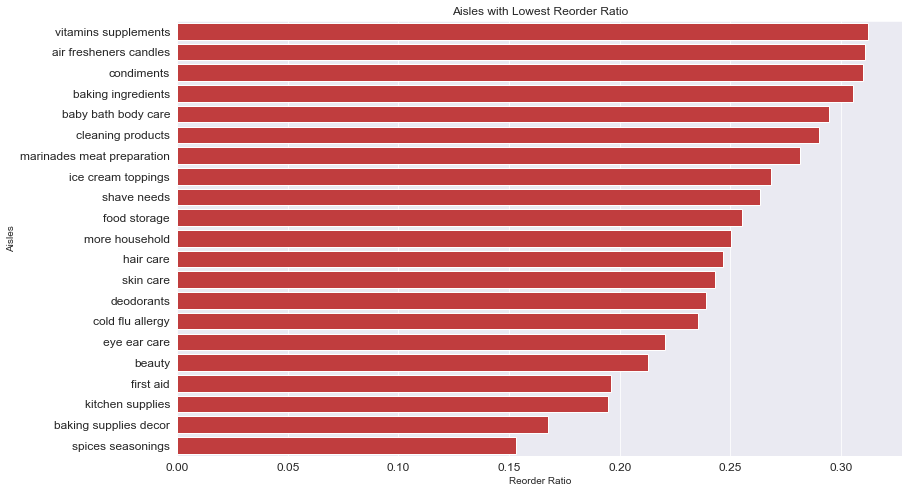 Aisles with Lowest Reorder Ratio
vitamins supplements
air fresheners candles
condiments
baking ingredients
baby bath body care
cleaning products
marinades meat preparation
ice cream toppings
shave needs
food storage
more household
hair care
skin care
deodorants
cold flu allergy
eye ear care
beauty
first aid
kitchen supplies
baking supplies decor
spices seasonings
Aisles
0.00 0.05 0.10 0.15 0.20 0.25 0.30
Reorder Ratio